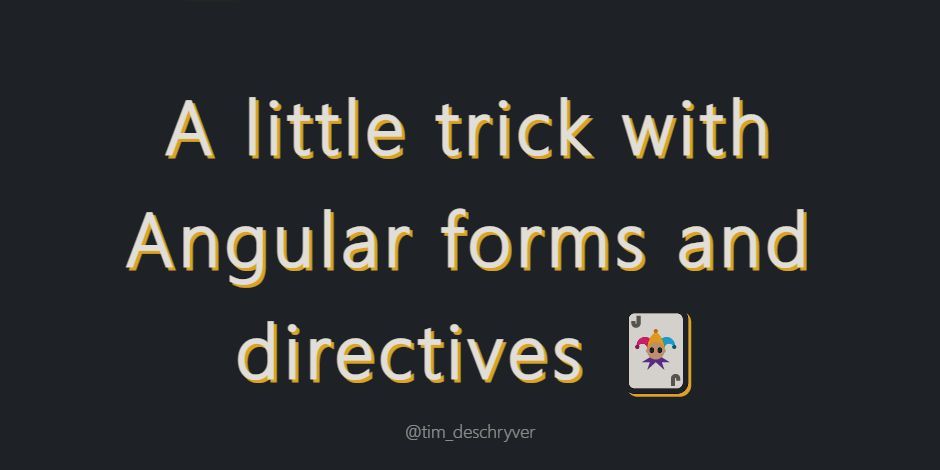 A little trick with
Angular forms and
directives 🃏
@tim_deschryver